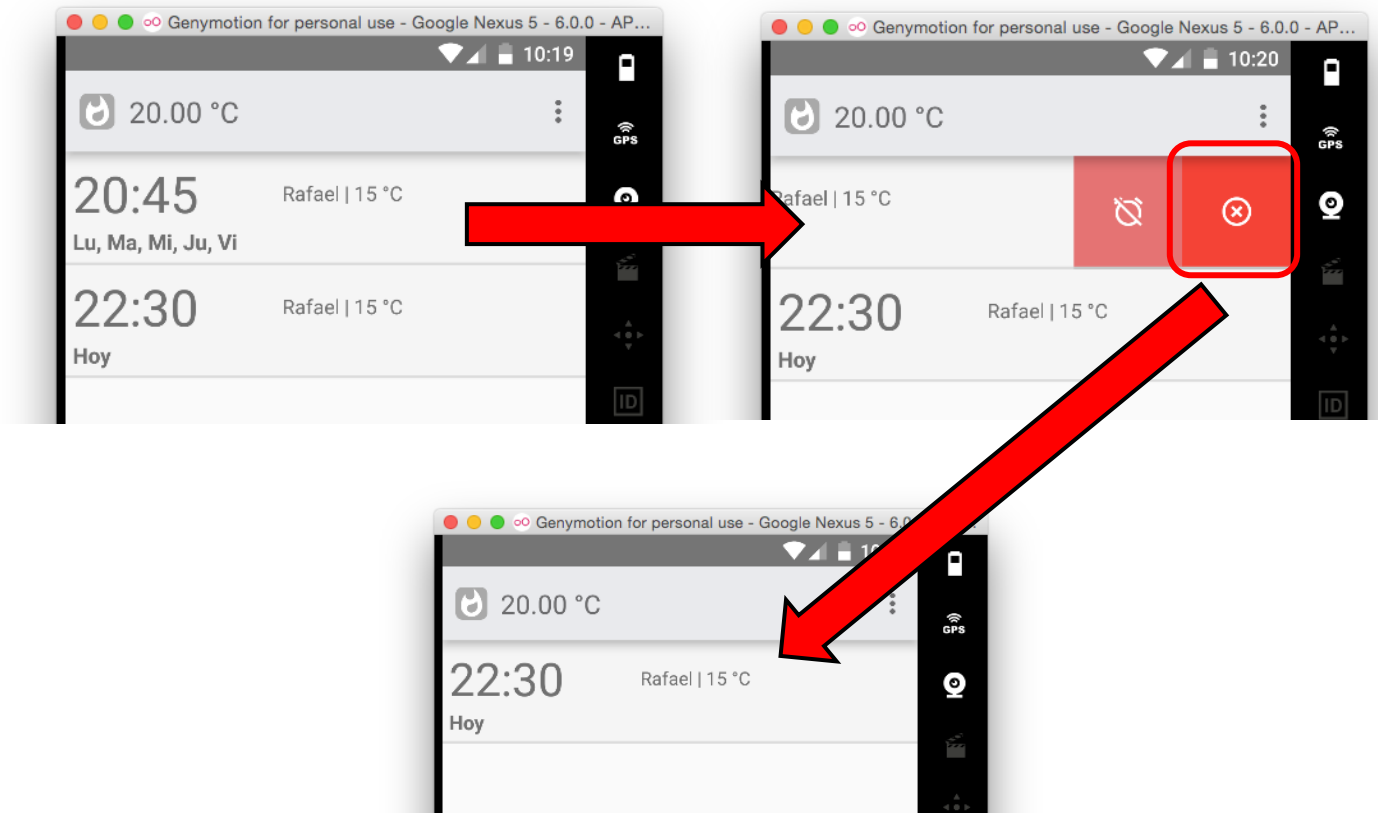 Genymotion for personal use - Google Nexus 5 - 6.0.0 - AP...
10:19
20.00 °C
GPS
20:45
Rafael | 15 °C
Lu, Ma, Mi, Ju, Vi
22:30
Rafael | 15 °C
Hoy
ID
Genymotion for personal use - Google Nexus 5 - 6.0.0 - AP...
10:20
20.00 °C
GPS
Rafael | 15 °C
22:30
Rafael | 15 °C
Hoy
ID
Genymotion for personal use - Google Nexus 5 -
20.00 °C
GPS
22:30
Rafael | 15 °C
Hoy